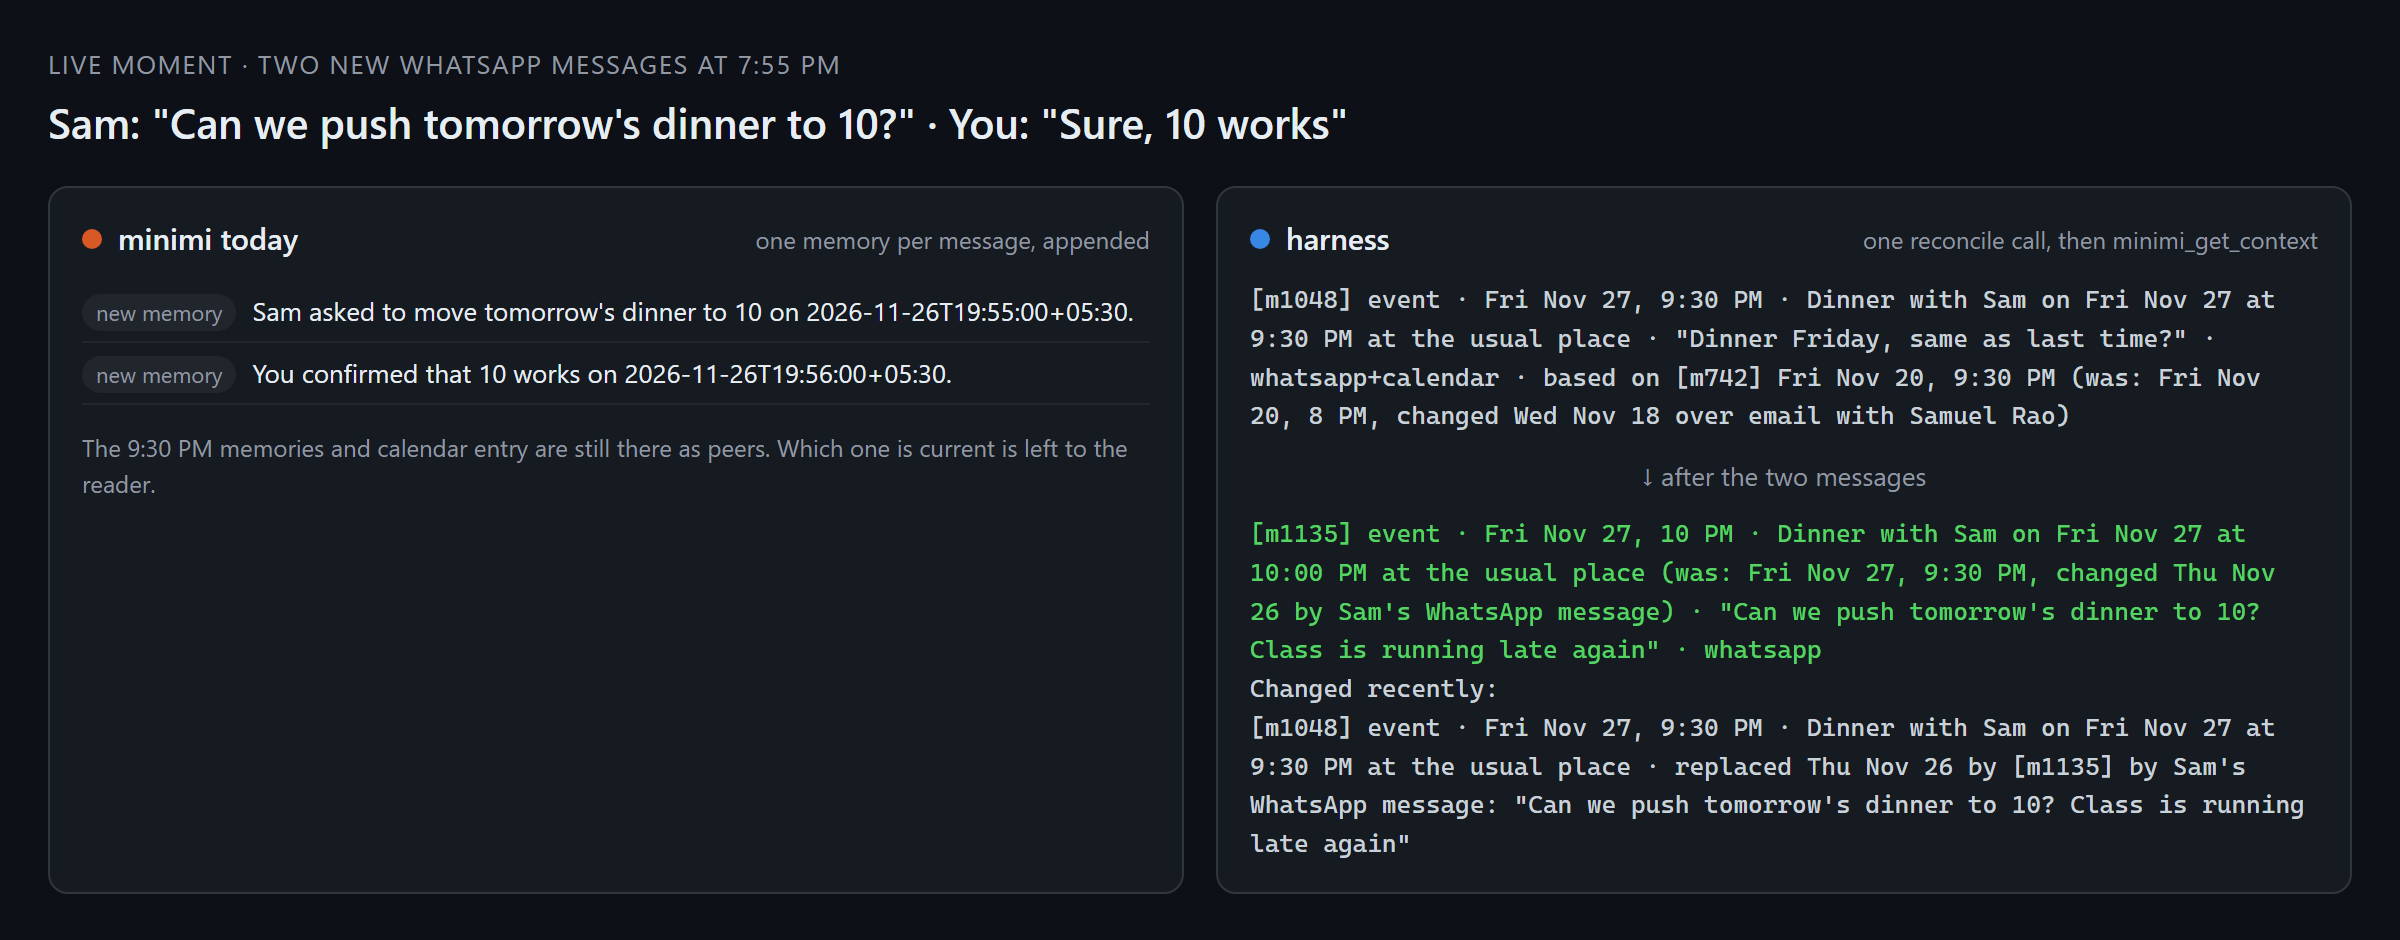 LIVE MOMENT · TWO NEW WHATSAPP MESSAGES AT 7:55 PM
Sam: "Can we push tomorrow's dinner to 10?" · You: "Sure, 10 works"
minimi today
one memory per message, appended
new memory Sam asked to move tomorrow's dinner to 10 on 2026-11-26T19:55:00+05:30.
new memory You confirmed that 10 works on 2026-11-26T19:56:00+05:30.
The 9:30 PM memories and calendar entry are still there as peers. Which one is current is left to the
reader.
harness
one reconcile call, then minimi_get_context
[m1048] event · Fri Nov 27, 9:30 PM · Dinner with Sam on Fri Nov 27 at
9:30 PM at the usual place · "Dinner Friday, same as last time?" ·
whatsapp+calendar · based on [m742] Fri Nov 20, 9:30 PM (was: Fri Nov
20, 8 PM, changed Wed Nov 18 over email with Samuel Rao)
↓ after the two messages
[m1135] event · Fri Nov 27, 10 PM · Dinner with Sam on Fri Nov 27 at
10:00 PM at the usual place (was: Fri Nov 27, 9:30 PM, changed Thu Nov
26 by Sam's WhatsApp message) · "Can we push tomorrow's dinner to 10?
Class is running late again" · whatsapp
Changed recently:
[m1048] event · Fri Nov 27, 9:30 PM · Dinner with Sam on Fri Nov 27 at
9:30 PM at the usual place · replaced Thu Nov 26 by [m1135] by Sam's
WhatsApp message: "Can we push tomorrow's dinner to 10? Class is running
late again"